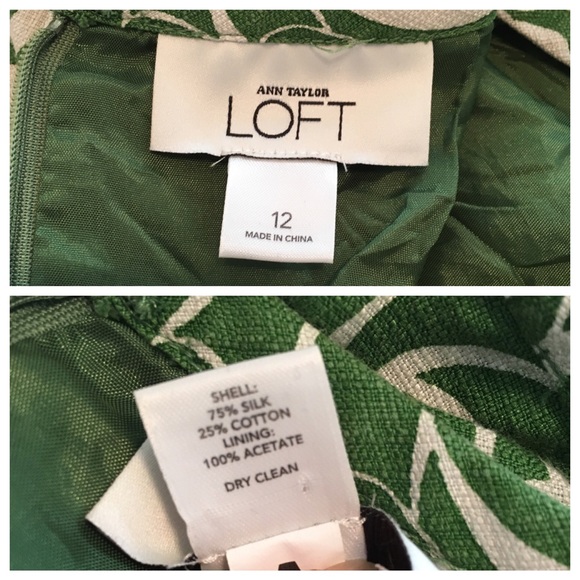 ANN TAYLOR
LOFT
12
MADE IN CHINA
SHELL:
75% SILK
25% COTTON
LINING:
100% ACETATE
DRY CLEAN